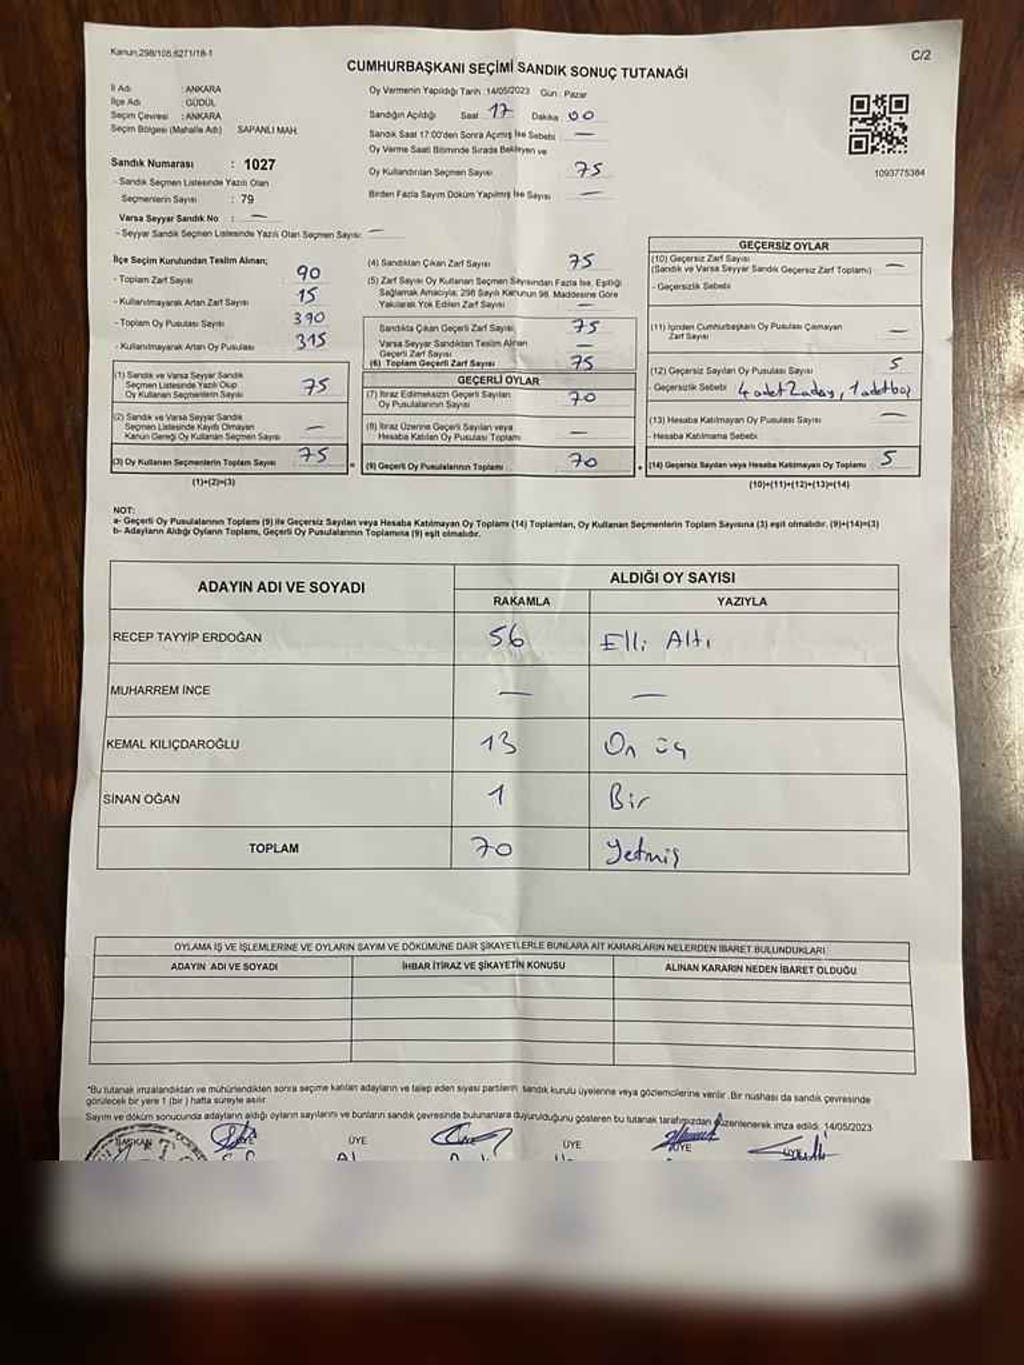 Kanun:298/105.6271/18-1
C/2
CUMHURBAŞKANI SEÇİMİ SANDIK SONUÇ TUTANAĞI
İl Adı : ANKARA
İlçe Adı : GÜDÜL
Seçim Çevresi : ANKARA
Seçim Bölgesi (Mahalle Adı) SAPANLI MAH.
Sandık Numarası : 1027
- Sandık Seçmen Listesinde Yazılı Olan
Seçmenlerin Sayısı : 79
Varsa Seyyar Sandık No : —
- Seyyar Sandık Seçmen Listesinde Yazılı Olan Seçmen Sayısı: —
Oy Vermenin Yapıldığı Tarih :14/05/2023 Gün : Pazar
Sandığın Açıldığı Saat 17 Dakika 00
Sandık Saat 17:00'den Sonra Açılmış İse Sebebi —
Oy Verme Saati Bitiminde Sırada Bekleyen ve
Oy Kullandırılan Seçmen Sayısı 75
Birden Fazla Sayım Döküm Yapılmış İse Sayısı —
1093775384
İlçe Seçim Kurulundan Teslim Alınan;
- Toplam Zarf Sayısı 90
- Kullanılmayarak Artan Zarf Sayısı 15
- Toplam Oy Pusulası Sayısı 390
- Kullanılmayarak Artan Oy Pusulası 315
(1) Sandık ve Varsa Seyyar Sandık
Seçmen Listesinde Yazılı Olup
Oy Kullanan Seçmenlerin Sayısı 75
(2) Sandık ve Varsa Seyyar Sandık
Seçmen Listesinde Kaydı Olmayan
Kanun Gereği Oy Kullanan Seçmen Sayısı —
(3) Oy Kullanan Seçmenlerin Toplam Sayısı 75
(1)+(2)=(3)
(4) Sandıktan Çıkan Zarf Sayısı 75
(5) Zarf Sayısı Oy Kullanan Seçmen Sayısından Fazla İse, Eşitliği
Sağlamak Amacıyla; 298 Sayılı Kanunun 98. Maddesine Göre
Yakılarak Yok Edilen Zarf Sayısı —
Sandıkta Çıkan Geçerli Zarf Sayısı 75
Varsa Seyyar Sandıktan Teslim Alınan
Geçerli Zarf Sayısı —
(6) Toplam Geçerli Zarf Sayısı 75
GEÇERLİ OYLAR
(7) İtiraz Edilmeksizin Geçerli Sayılan
Oy Pusulalarının Sayısı 70
(8) İtiraz Üzerine Geçerli Sayılan veya
Hesaba Katılan Oy Pusulası Toplamı —
(9) Geçerli Oy Pusulalarının Toplamı 70
GEÇERSİZ OYLAR
(10) Geçersiz Zarf Sayısı
(Sandık ve Varsa Seyyar Sandık Geçersiz Zarf Toplamı) —
- Geçersizlik Sebebi
(11) İçinden Cumhurbaşkanı Oy Pusulası Çıkmayan
Zarf Sayısı —
(12) Geçersiz Sayılan Oy Pusulası Sayısı 5
- Geçersizlik Sebebi 4 adet 2 aday, 1 adet boş
(13) Hesaba Katılmayan Oy Pusulası Sayısı —
- Hesaba Katılmama Sebebi
(14) Geçersiz Sayılan veya Hesaba Katılmayan Oy Toplamı 5
(10)+(11)+(12)+(13)=(14)
NOT:
a- Geçerli Oy Pusulalarının Toplamı (9) ile Geçersiz Sayılan veya Hesaba Katılmayan Oy Toplamı (14) Toplamları, Oy Kullanan Seçmenlerin Toplam Sayısına (3) eşit olmalıdır. (9)+(14)=(3)
b- Adayların Aldığı Oyların Toplamı, Geçerli Oy Pusulalarının Toplamına (9) eşit olmalıdır.
ADAYIN ADI VE SOYADI
ALDIĞI OY SAYISI
RAKAMLA YAZIYLA
RECEP TAYYİP ERDOĞAN 56 Elli Altı
MUHARREM İNCE — —
KEMAL KILIÇDAROĞLU 13 On üç
SİNAN OĞAN 1 Bir
TOPLAM 70 Yetmiş
OYLAMA İŞ VE İŞLEMLERİNE VE OYLARIN SAYIM VE DÖKÜMÜNE DAİR ŞİKAYETLERLE BUNLARA AİT KARARLARIN NELERDEN İBARET BULUNDUKLARI
ADAYIN ADI VE SOYADI İHBAR İTİRAZ VE ŞİKAYETİN KONUSU ALINAN KARARIN NEDEN İBARET OLDUĞU
*Bu tutanak imzalandıktan ve mühürlendikten sonra seçime katılan adayların ve talep eden siyasi partilerin sandık kurulu üyelerine veya gözlemcilerine verilir. Bir nüshası da sandık çevresinde
görülecek bir yere 1 (bir) hafta süreyle asılır.
Sayım ve döküm sonucunda adayların aldığı oyların sayılarını ve bunların sandık çevresinde bulunanlara duyurulduğunu gösteren bu tutanak tarafımızdan düzenlenerek imza edildi. 14/05/2023
BAŞKAN ÜYE ÜYE ÜYE